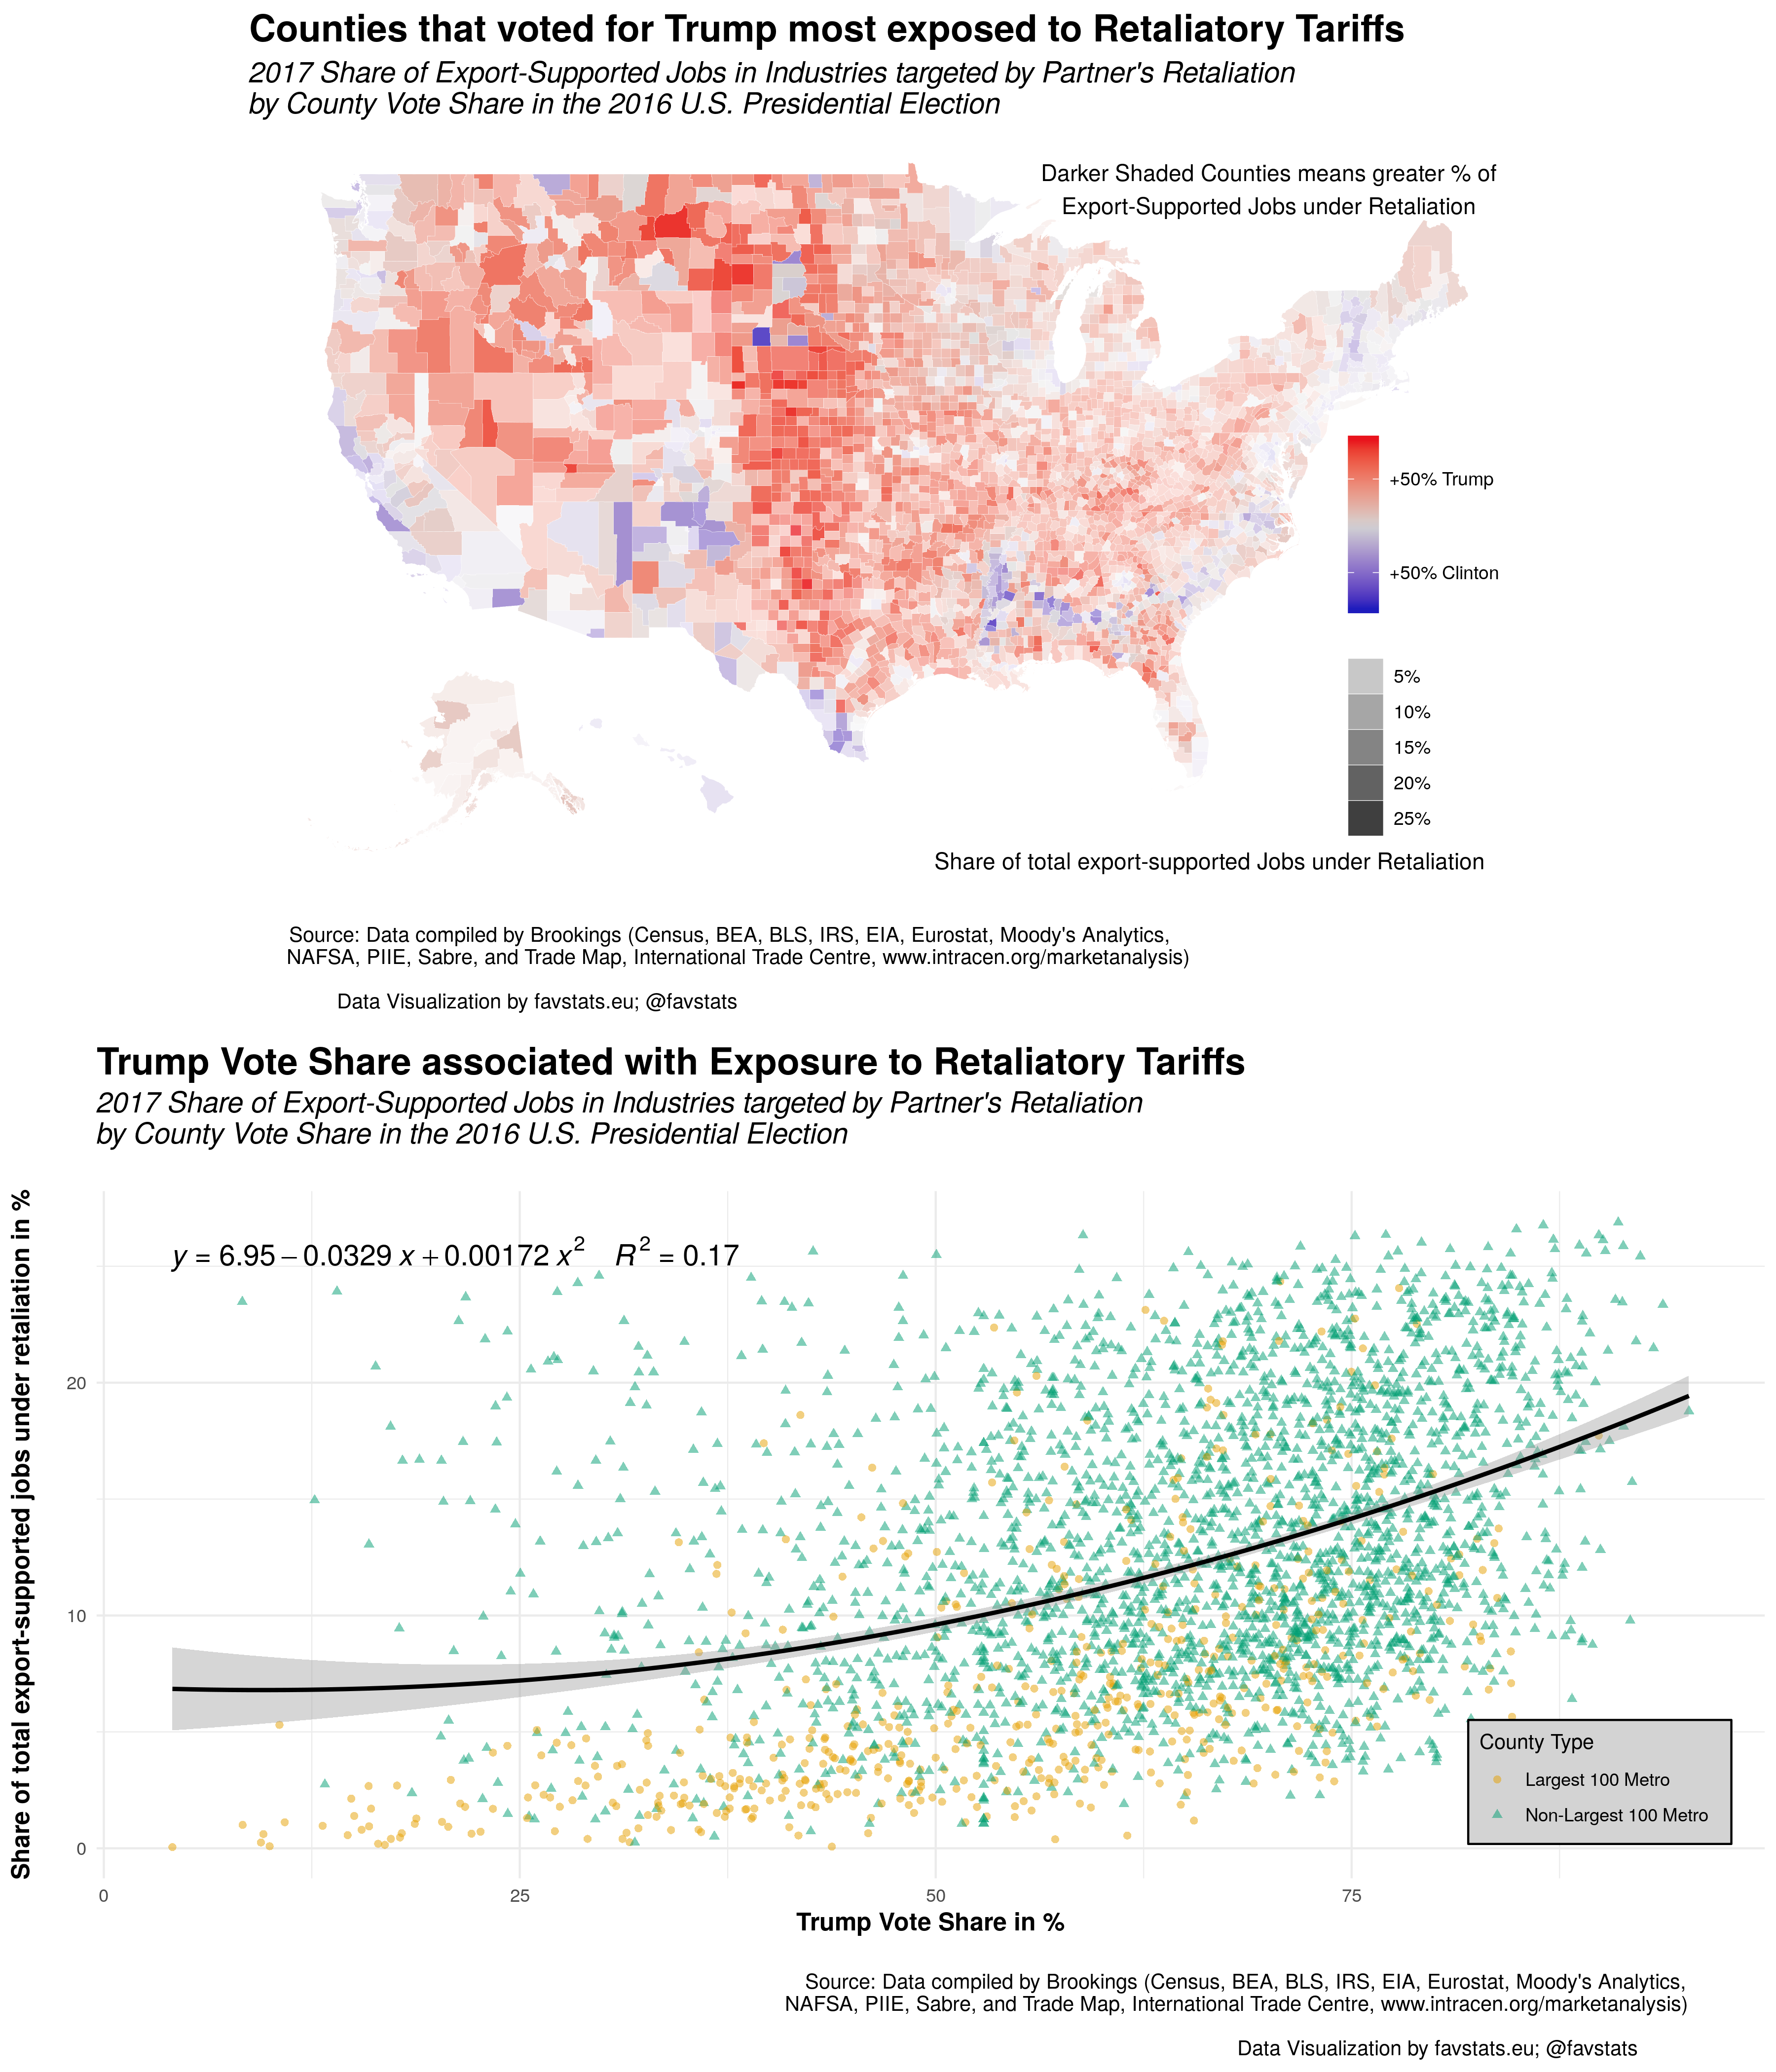 Counties that voted for Trump most exposed to Retaliatory Tariffs
2017 Share of Export-Supported Jobs in Industries targeted by Partner's Retaliation
by County Vote Share in the 2016 U.S. Presidential Election
Darker Shaded Counties means greater % of
Export-Supported Jobs under Retaliation
+50% Trump
+50% Clinton
5%
10%
15%
20%
25%
Share of total export-supported Jobs under Retaliation
Source: Data compiled by Brookings (Census, BEA, BLS, IRS, EIA, Eurostat, Moody's Analytics,
NAFSA, PIIE, Sabre, and Trade Map, International Trade Centre, www.intracen.org/marketanalysis)
Data Visualization by favstats.eu; @favstats
Trump Vote Share associated with Exposure to Retaliatory Tariffs
2017 Share of Export-Supported Jobs in Industries targeted by Partner's Retaliation
by County Vote Share in the 2016 U.S. Presidential Election
Share of total export-supported jobs under retaliation in %
y = 6.95 − 0.0329 x + 0.00172 x² R² = 0.17
20
10
0
County Type
Largest 100 Metro
Non-Largest 100 Metro
0 25 50 75
Trump Vote Share in %
Source: Data compiled by Brookings (Census, BEA, BLS, IRS, EIA, Eurostat, Moody's Analytics,
NAFSA, PIIE, Sabre, and Trade Map, International Trade Centre, www.intracen.org/marketanalysis)
Data Visualization by favstats.eu; @favstats